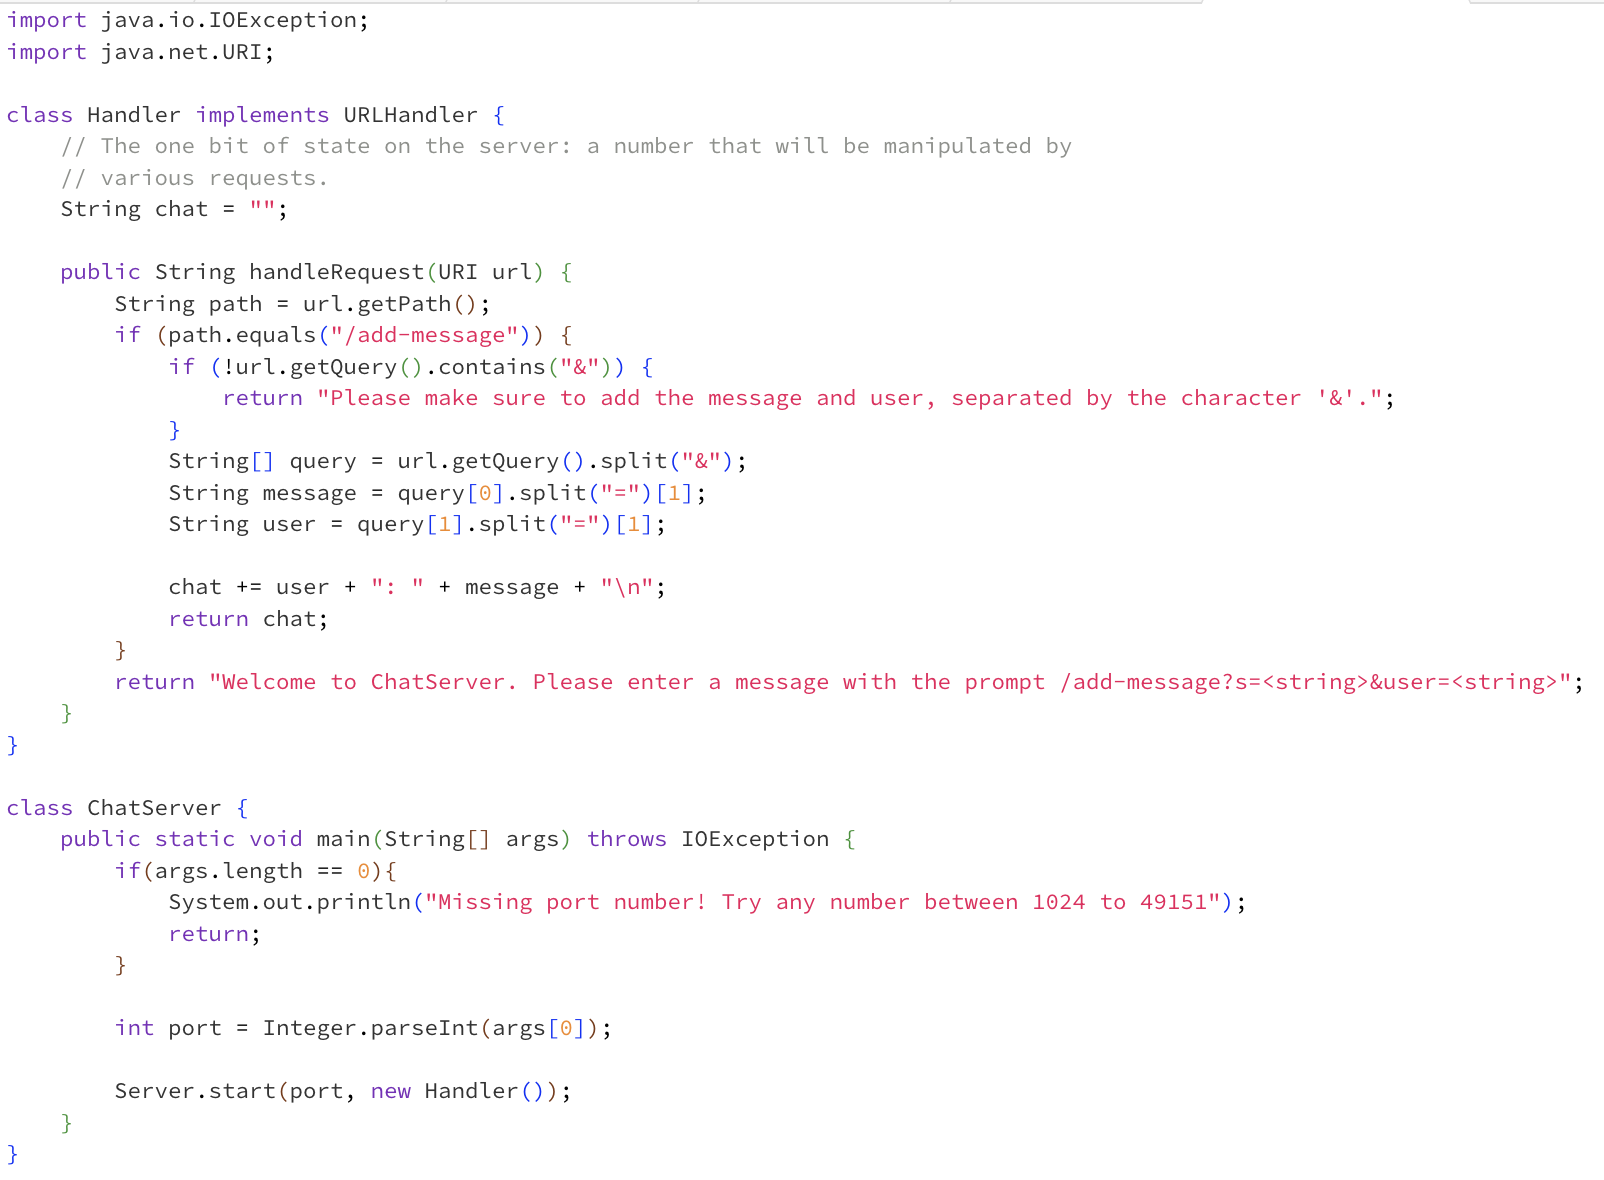 import java.io.IOException;
import java.net.URI;

class Handler implements URLHandler {
    // The one bit of state on the server: a number that will be manipulated by
    // various requests.
    String chat = "";

    public String handleRequest(URI url) {
        String path = url.getPath();
        if (path.equals("/add-message")) {
            if (!url.getQuery().contains("&")) {
                return "Please make sure to add the message and user, separated by the character '&'.";
            }
            String[] query = url.getQuery().split("&");
            String message = query[0].split("=")[1];
            String user = query[1].split("=")[1];

            chat += user + ": " + message + "\n";
            return chat;
        }
        return "Welcome to ChatServer. Please enter a message with the prompt /add-message?s=<string>&user=<string>";
    }
}

class ChatServer {
    public static void main(String[] args) throws IOException {
        if(args.length == 0){
            System.out.println("Missing port number! Try any number between 1024 to 49151");
            return;
        }

        int port = Integer.parseInt(args[0]);

        Server.start(port, new Handler());
    }
}